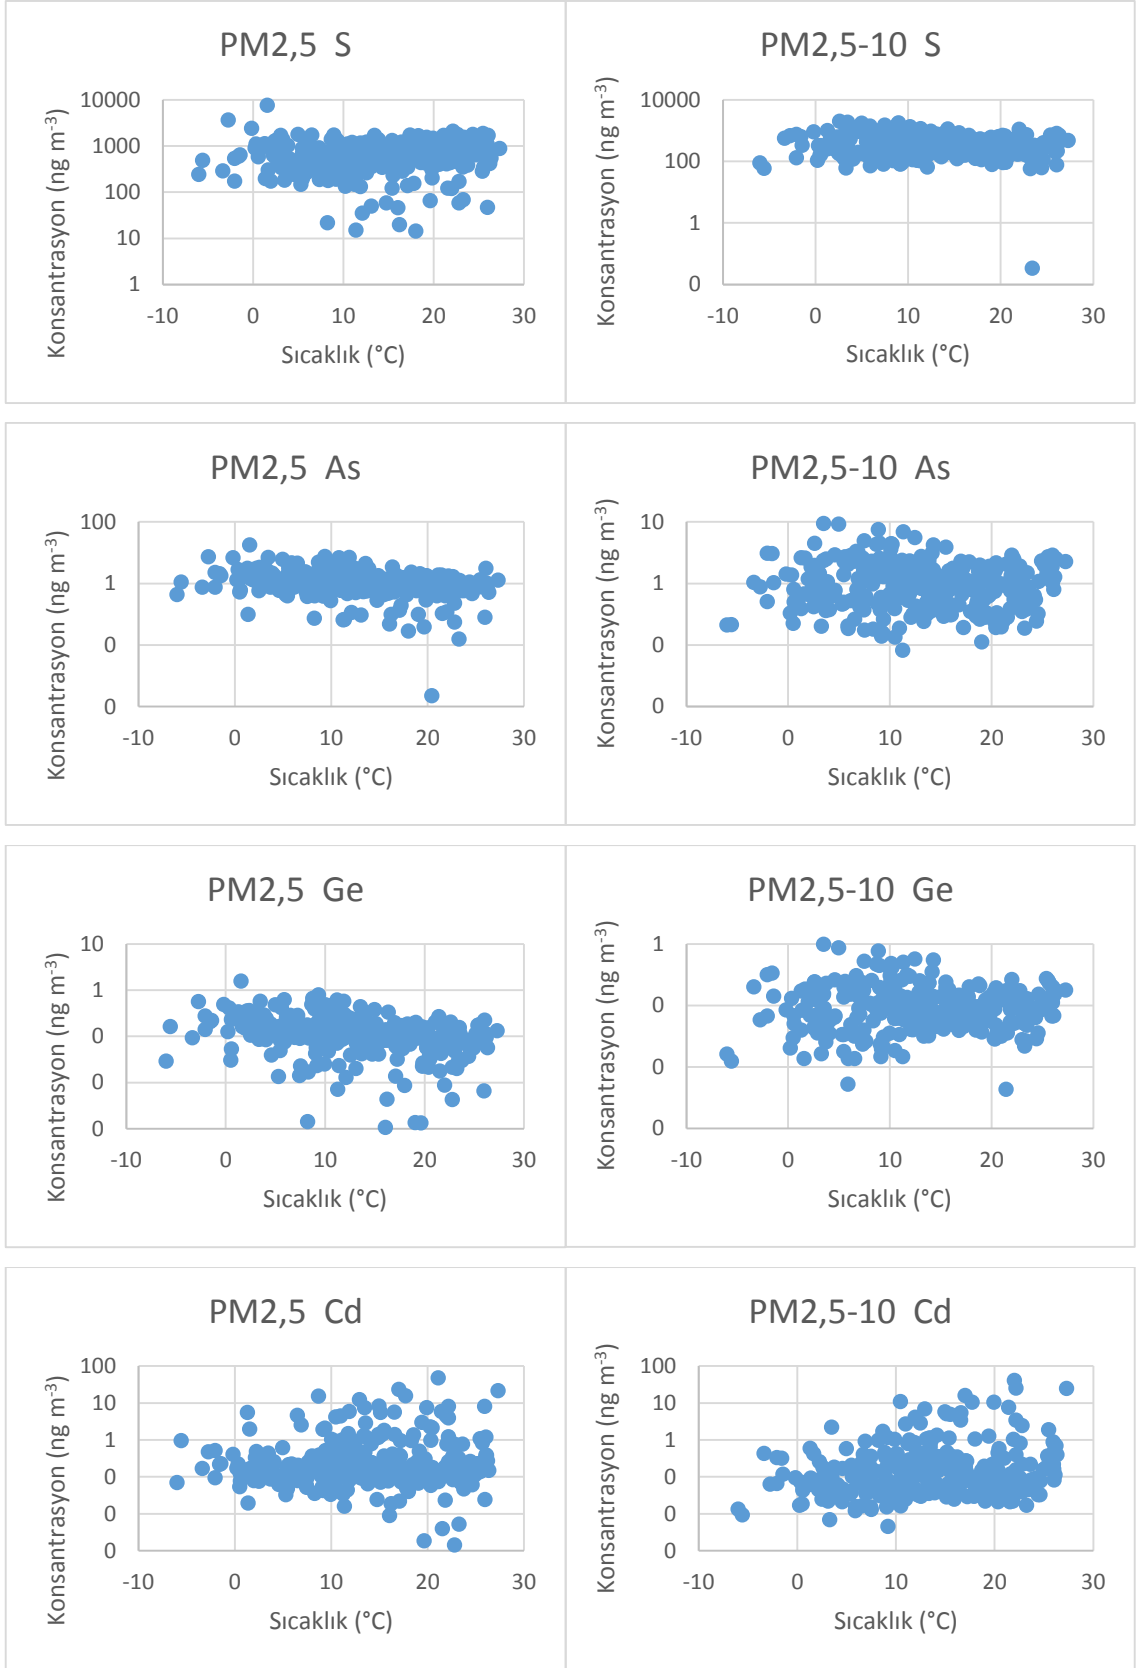 PM2,5  S
Konsantrasyon (ng m⁻³)
10000
1000
100
10
1
-10 0 10 20 30
Sıcaklık (°C)
PM2,5-10  S
Konsantrasyon (ng m⁻³)
10000
100
1
0
-10 0 10 20 30
Sıcaklık (°C)
PM2,5  As
Konsantrasyon (ng m⁻³)
100
1
0
0
-10 0 10 20 30
Sıcaklık (°C)
PM2,5-10  As
Konsantrasyon (ng m⁻³)
10
1
0
0
-10 0 10 20 30
Sıcaklık (°C)
PM2,5  Ge
Konsantrasyon (ng m⁻³)
10
1
0
0
0
-10 0 10 20 30
Sıcaklık (°C)
PM2,5-10  Ge
Konsantrasyon (ng m⁻³)
1
0
0
0
-10 0 10 20 30
Sıcaklık (°C)
PM2,5  Cd
Konsantrasyon (ng m⁻³)
100
10
1
0
0
0
-10 0 10 20 30
Sıcaklık (°C)
PM2,5-10  Cd
Konsantrasyon (ng m⁻³)
100
10
1
0
0
0
-10 0 10 20 30
Sıcaklık (°C)